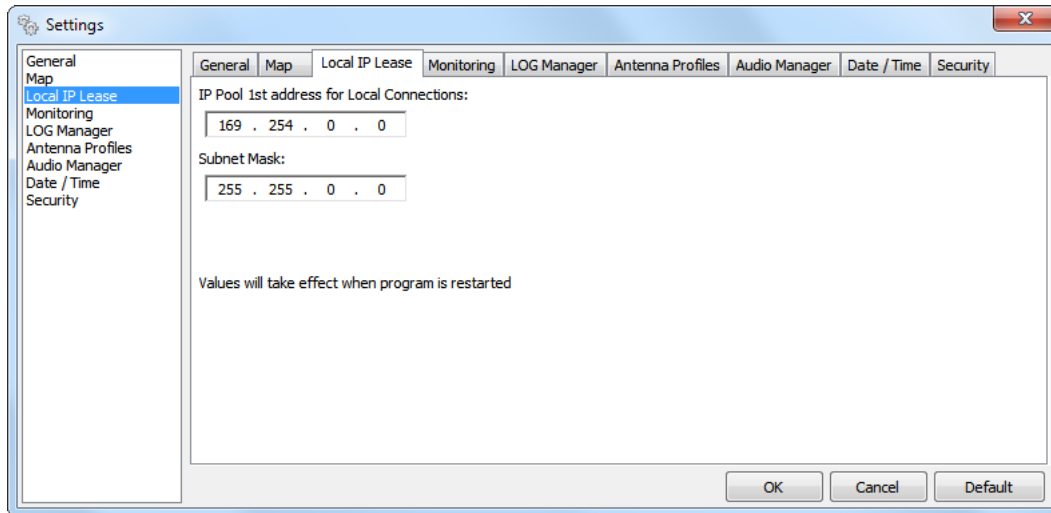 Settings
General
Map
Local IP Lease
Monitoring
LOG Manager
Antenna Profiles
Audio Manager
Date / Time
Security
General Map Local IP Lease Monitoring LOG Manager Antenna Profiles Audio Manager Date / Time Security
IP Pool 1st address for Local Connections:
169 . 254 . 0 . 0
Subnet Mask:
255 . 255 . 0 . 0
Values will take effect when program is restarted
OK Cancel Default